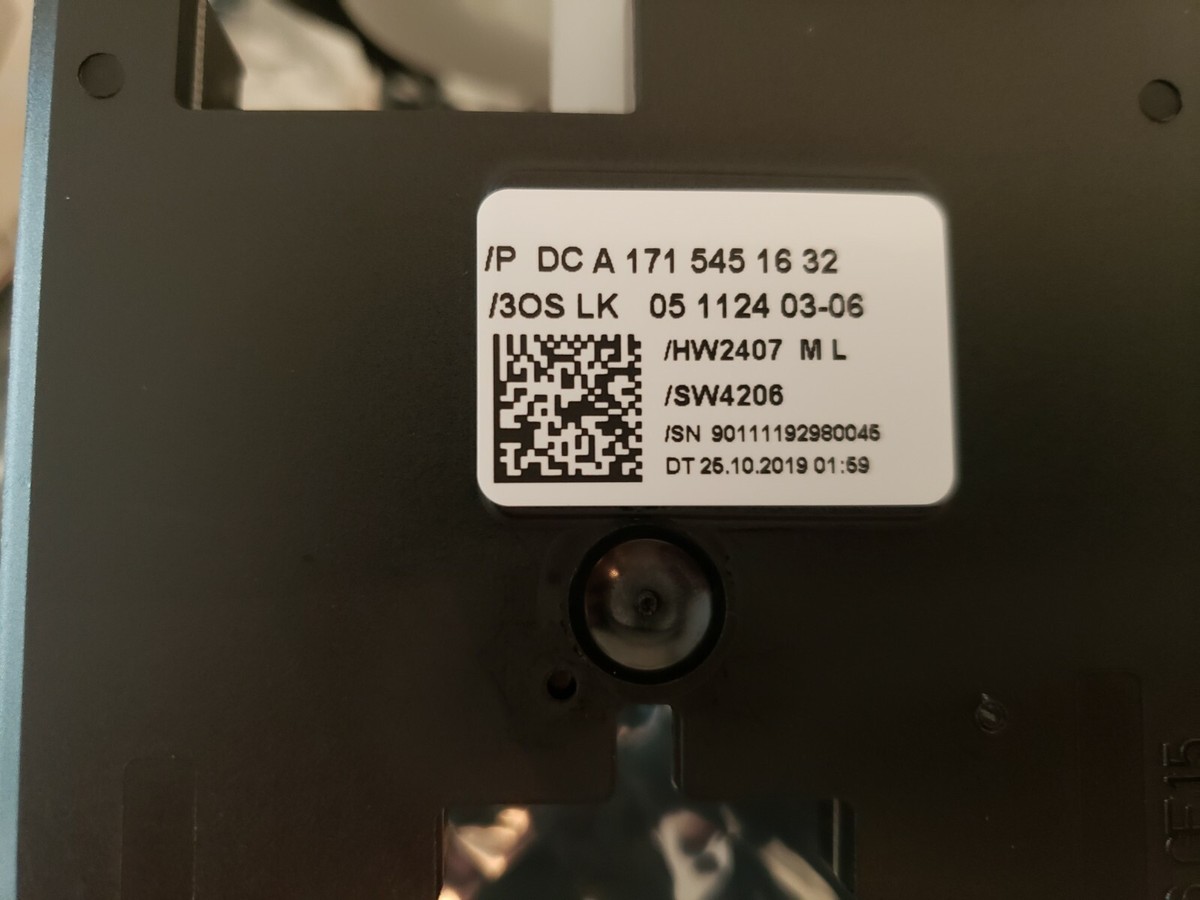 /P DC A 171 545 16 32
/3OS LK 05 1124 03-06
/HW2407 M L
/SW4206
/SN 90111192980045
DT 25.10.2019 01:59